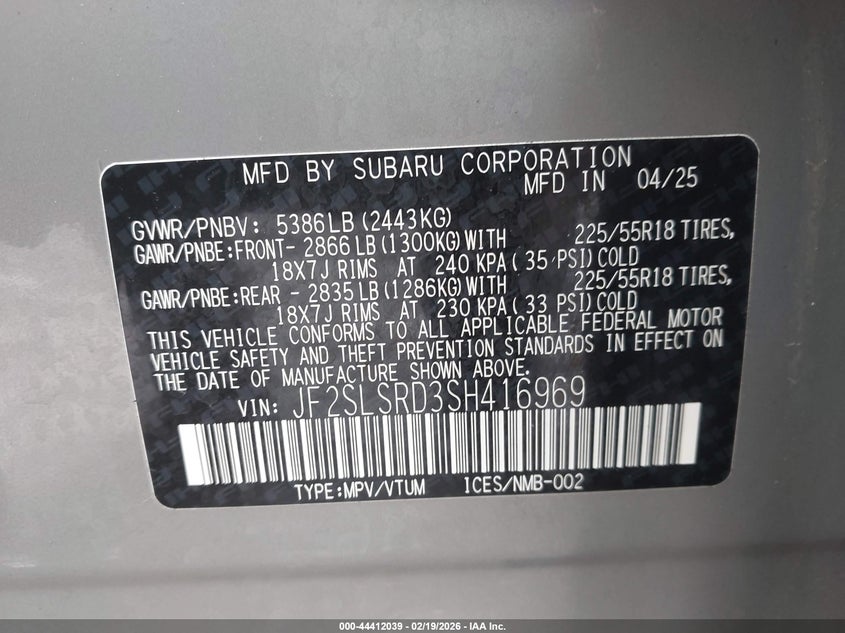 MFD BY SUBARU CORPORATION
MFD IN 04/25
GVWR/PNBV: 5386LB (2443KG)
GAWR/PNBE:FRONT- 2866LB (1300KG) WITH 225/55R18 TIRES,
18X7J RIMS AT 240 KPA( 35 PSI) COLD
GAWR/PNBE:REAR - 2835LB (1286KG) WITH 225/55R18 TIRES,
18X7J RIMS AT 230 KPA( 33 PSI) COLD
THIS VEHICLE CONFORMS TO ALL APPLICABLE FEDERAL MOTOR
VEHICLE SAFETY AND THEFT PREVENTION STANDARDS IN EFFECT ON
THE DATE OF MANUFACTURE SHOWN ABOVE.
VIN: JF2SLSRD3SH416969
TYPE:MPV/VTUM ICES/NMB-002
000-44412039 - 02/19/2026 - IAA Inc.